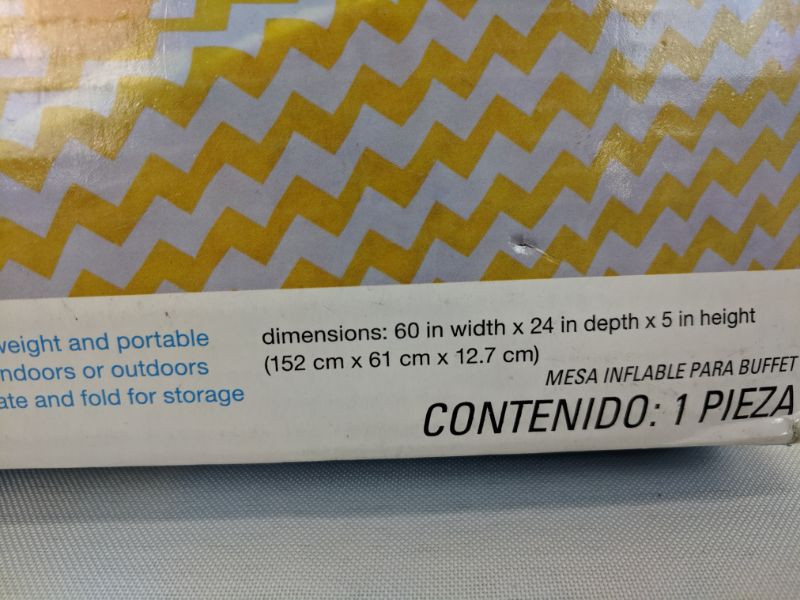 weight and portable
indoors or outdoors
ate and fold for storage
dimensions: 60 in width x 24 in depth x 5 in height
(152 cm x 61 cm x 12.7 cm)
MESA INFLABLE PARA BUFFET
CONTENIDO: 1 PIEZA